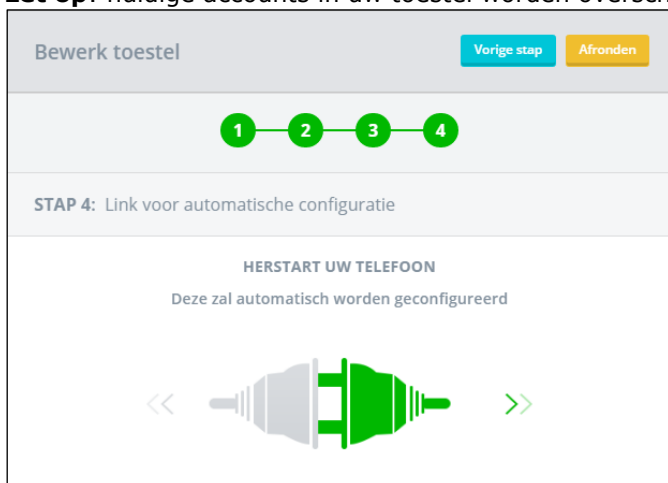 Bewerk toestel
Vorige stap
Afronden
1 2 3 4
STAP 4: Link voor automatische configuratie
HERSTART UW TELEFOON
Deze zal automatisch worden geconfigureerd